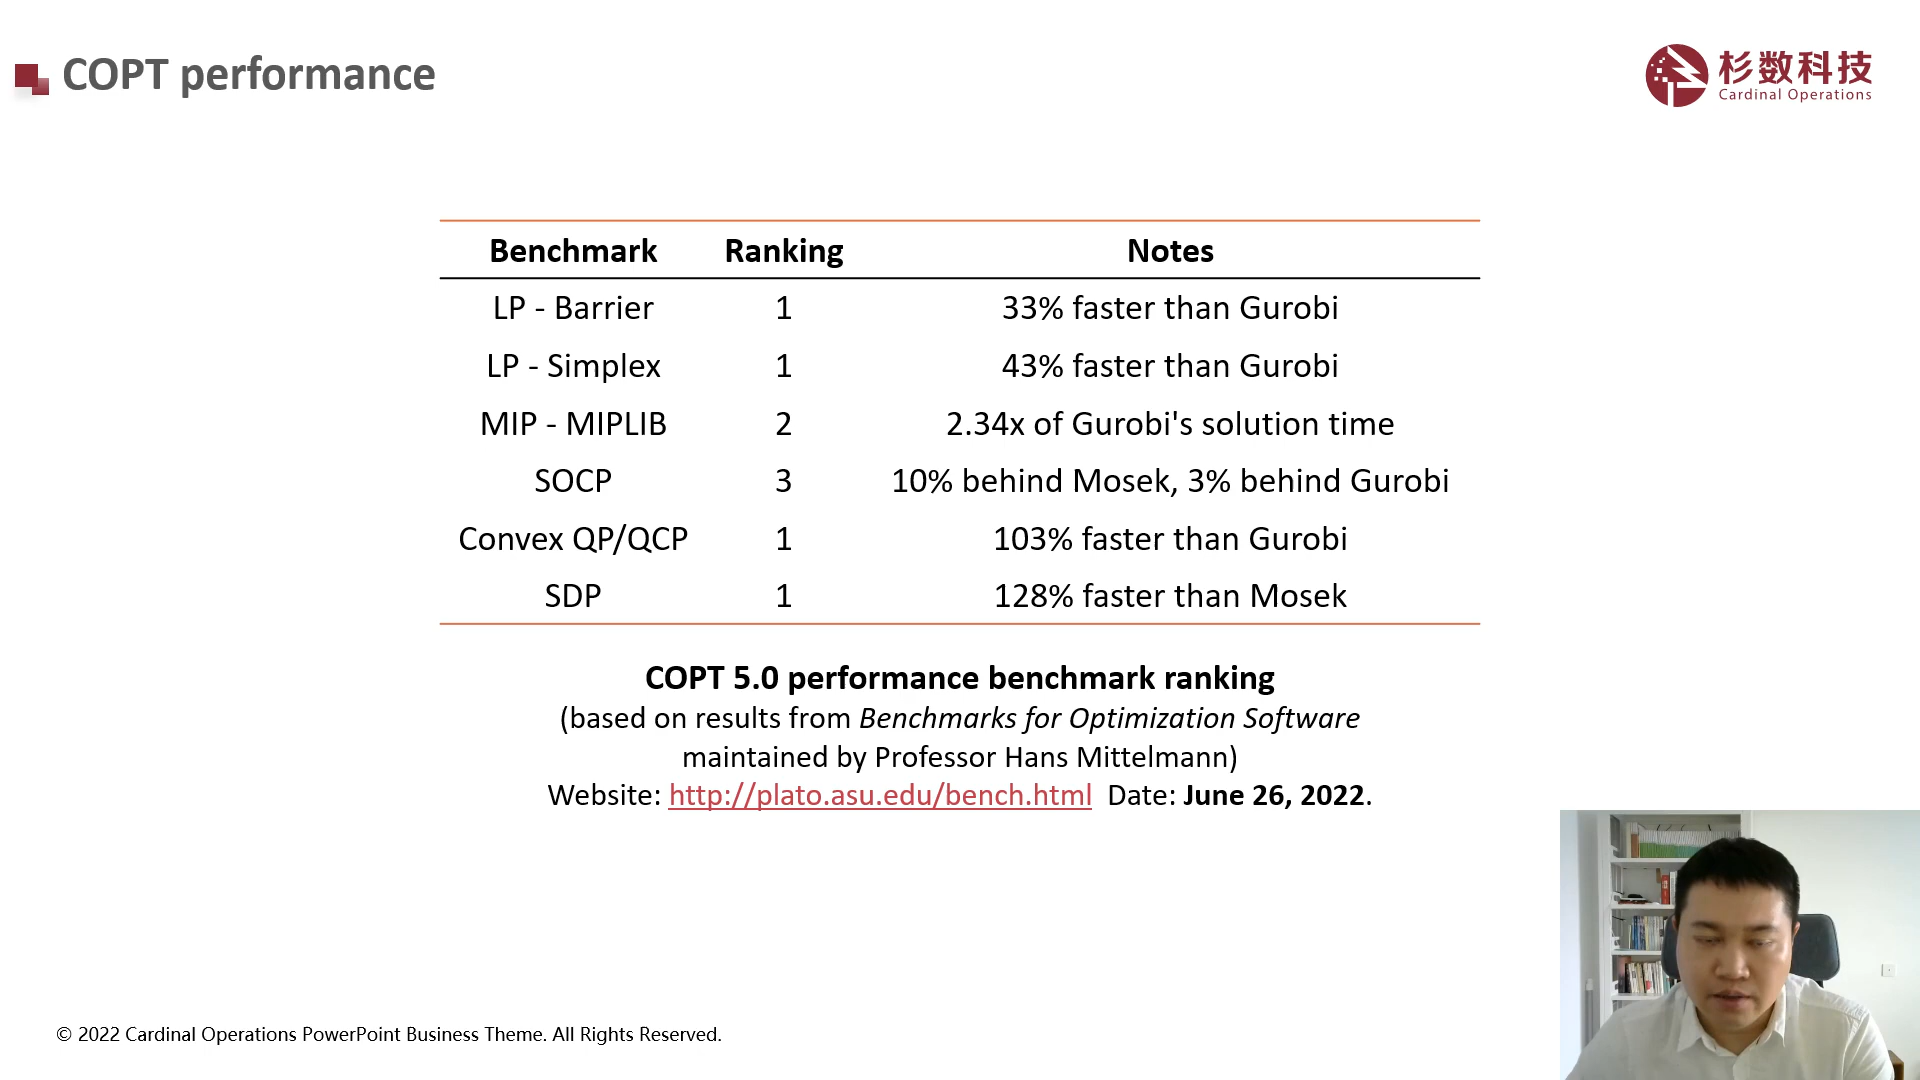 COPT performance
杉数科技
Cardinal Operations
Benchmark Ranking Notes
LP - Barrier 1 33% faster than Gurobi
LP - Simplex 1 43% faster than Gurobi
MIP - MIPLIB 2 2.34x of Gurobi's solution time
SOCP 3 10% behind Mosek, 3% behind Gurobi
Convex QP/QCP 1 103% faster than Gurobi
SDP 1 128% faster than Mosek
COPT 5.0 performance benchmark ranking
(based on results from Benchmarks for Optimization Software
maintained by Professor Hans Mittelmann)
Website: http://plato.asu.edu/bench.html Date: June 26, 2022.
© 2022 Cardinal Operations PowerPoint Business Theme. All Rights Reserved.